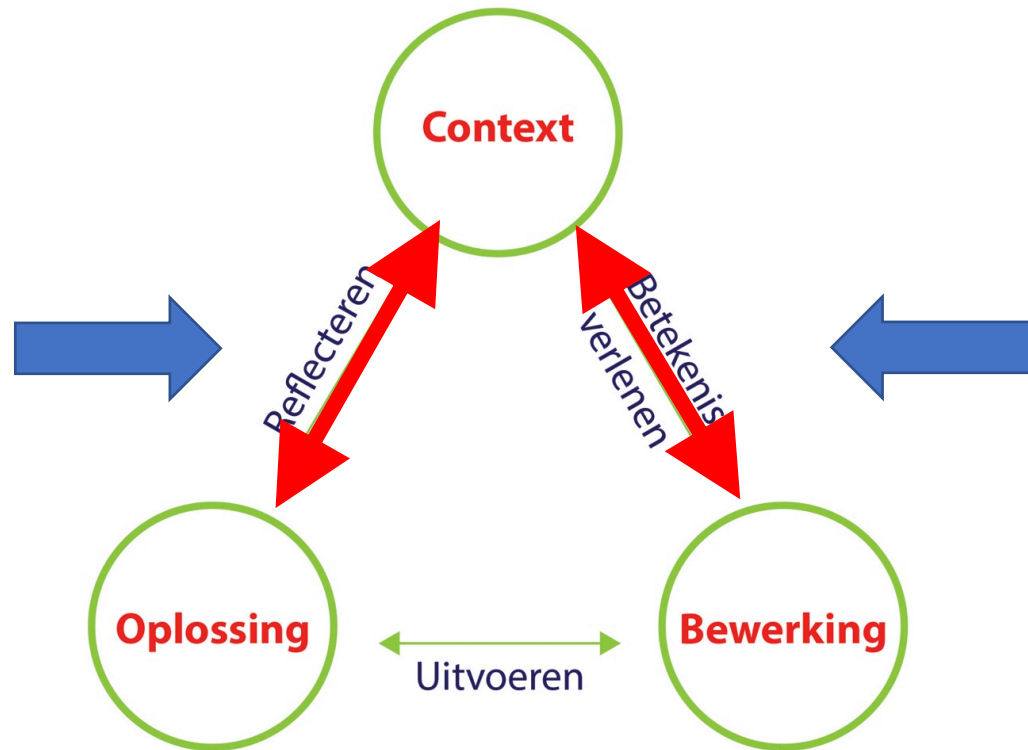 Context
Reflecteren
Betekenis
verlenen
Oplossing
Bewerking
Uitvoeren